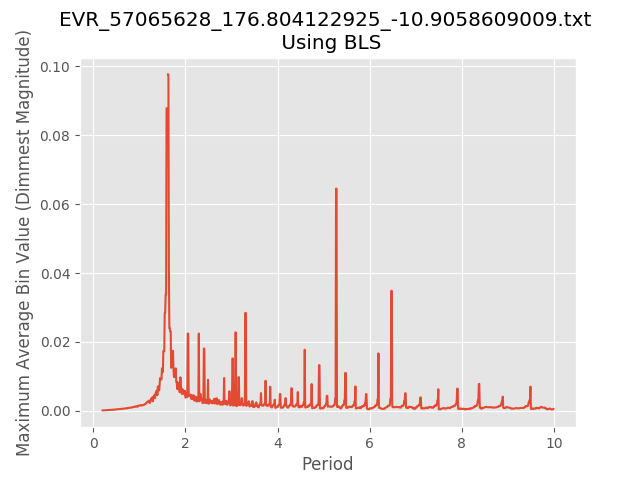 EVR_57065628_176.804122925_-10.9058609009.txt
Using BLS
Maximum Average Bin Value (Dimmest Magnitude)
0.10
0.08
0.06
0.04
0.02
0.00
0 2 4 6 8 10
Period